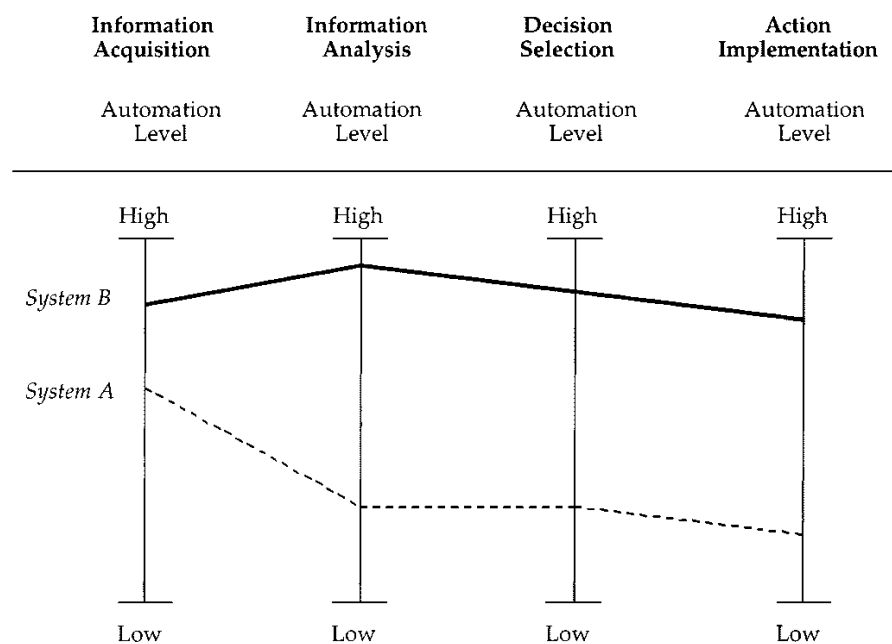 Information Acquisition
Information Analysis
Decision Selection
Action Implementation
Automation Level
Automation Level
Automation Level
Automation Level
High
High
High
High
System B
System A
Low
Low
Low
Low